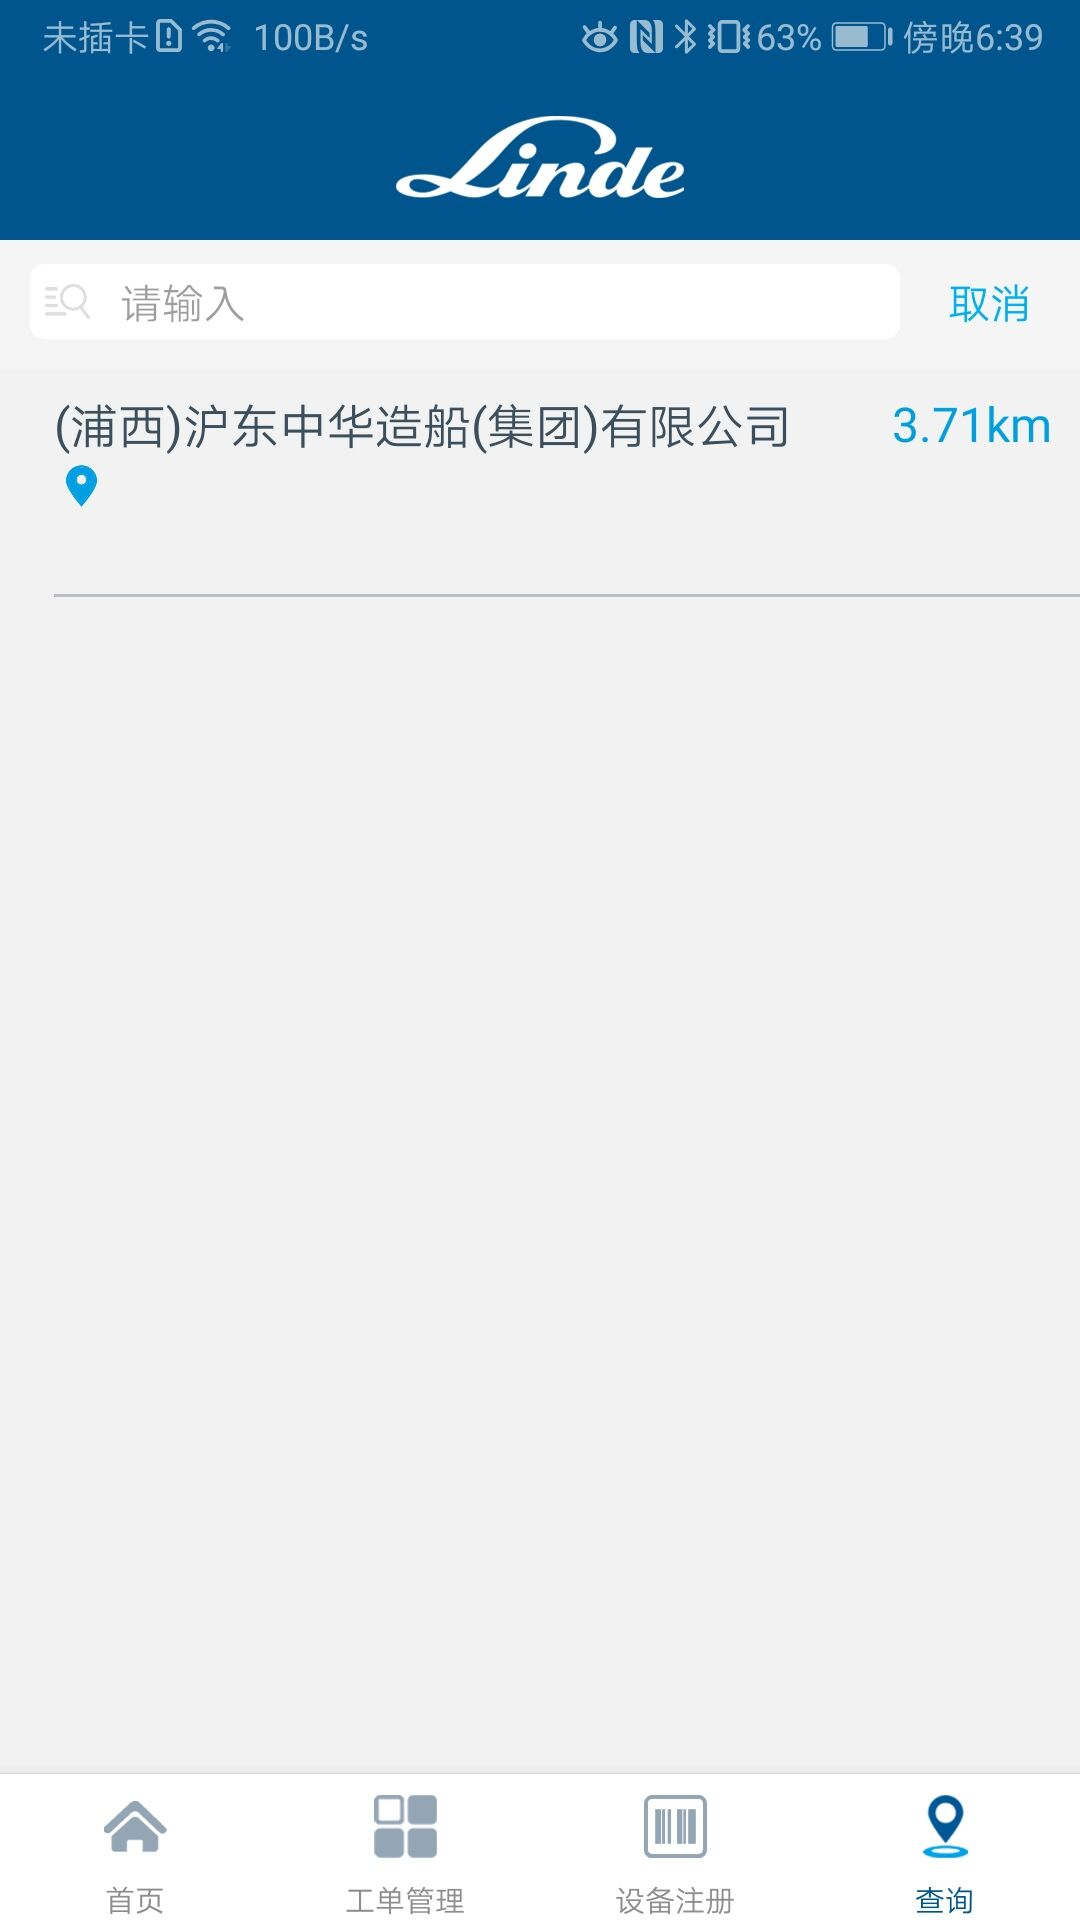 未插卡 100B/s 63% 傍晚6:39
Linde
请输入 取消
(浦西)沪东中华造船(集团)有限公司 3.71km
首页 工单管理 设备注册 查询